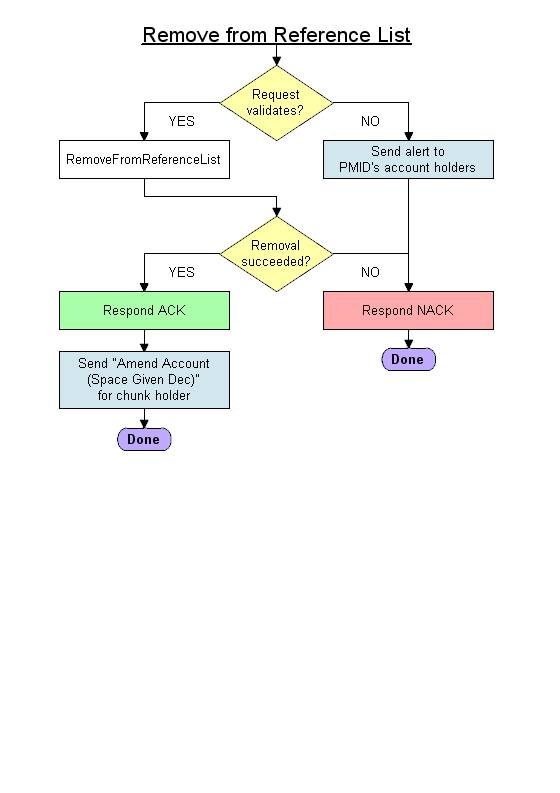 Remove from Reference List
Request
validates?
YES
NO
RemoveFromReferenceList
Send alert to
PMID's account holders
Removal
succeeded?
YES
NO
Respond ACK
Respond NACK
Send "Amend Account
(Space Given Dec)"
for chunk holder
Done
Done